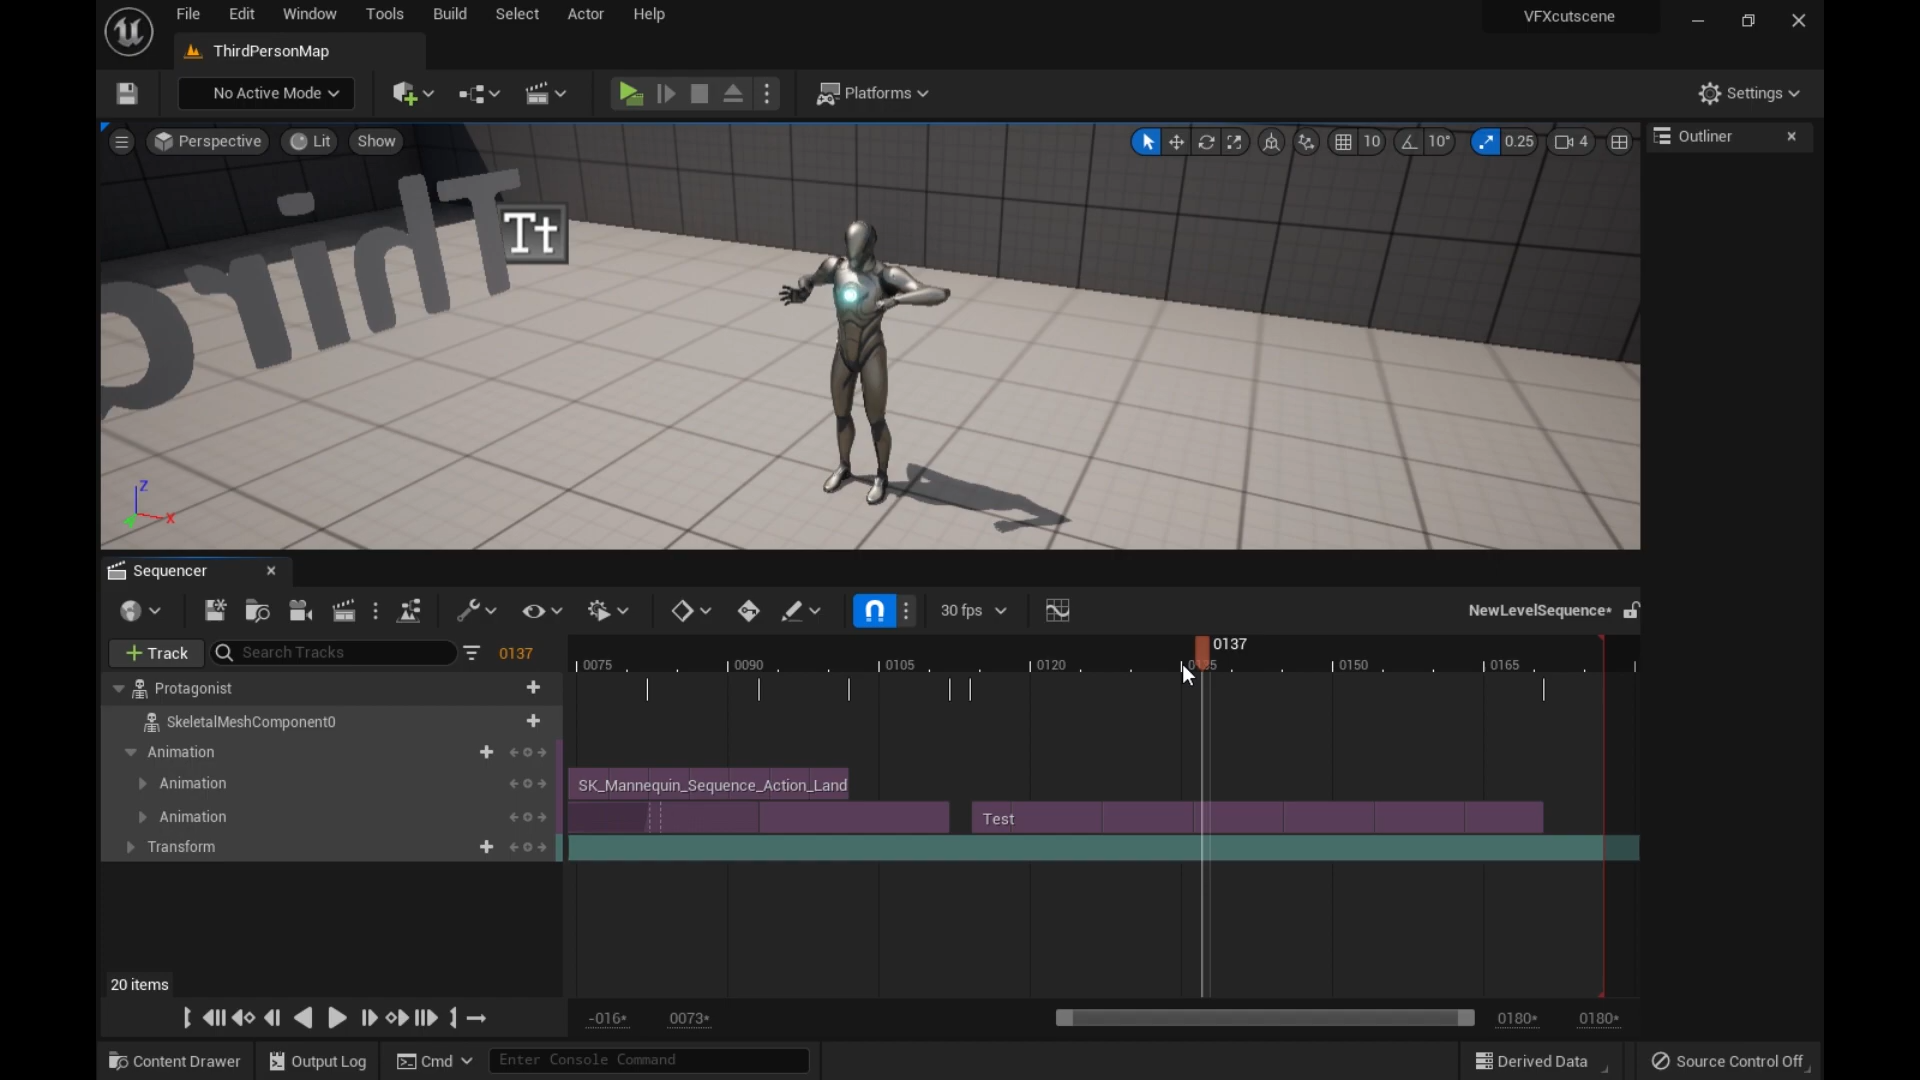 File Edit Window Tools Build Select Actor Help
VFXcutscene
ThirdPersonMap
No Active Mode
Platforms
Settings
Perspective Lit Show
10 10° 0.25 4
Outliner
Third
Tt
Z
X
Sequencer
30 fps
NewLevelSequence*
Track
Search Tracks
0137
0137
0075 0090 0105 0120 0135 0150 0165
Protagonist
SkeletalMeshComponent0
Animation
Animation
SK_Mannequin_Sequence_Action_Land
Animation
Test
Transform
20 items
-016* 0073* 0180* 0180*
Content Drawer Output Log Cmd Enter Console Command Derived Data Source Control Off